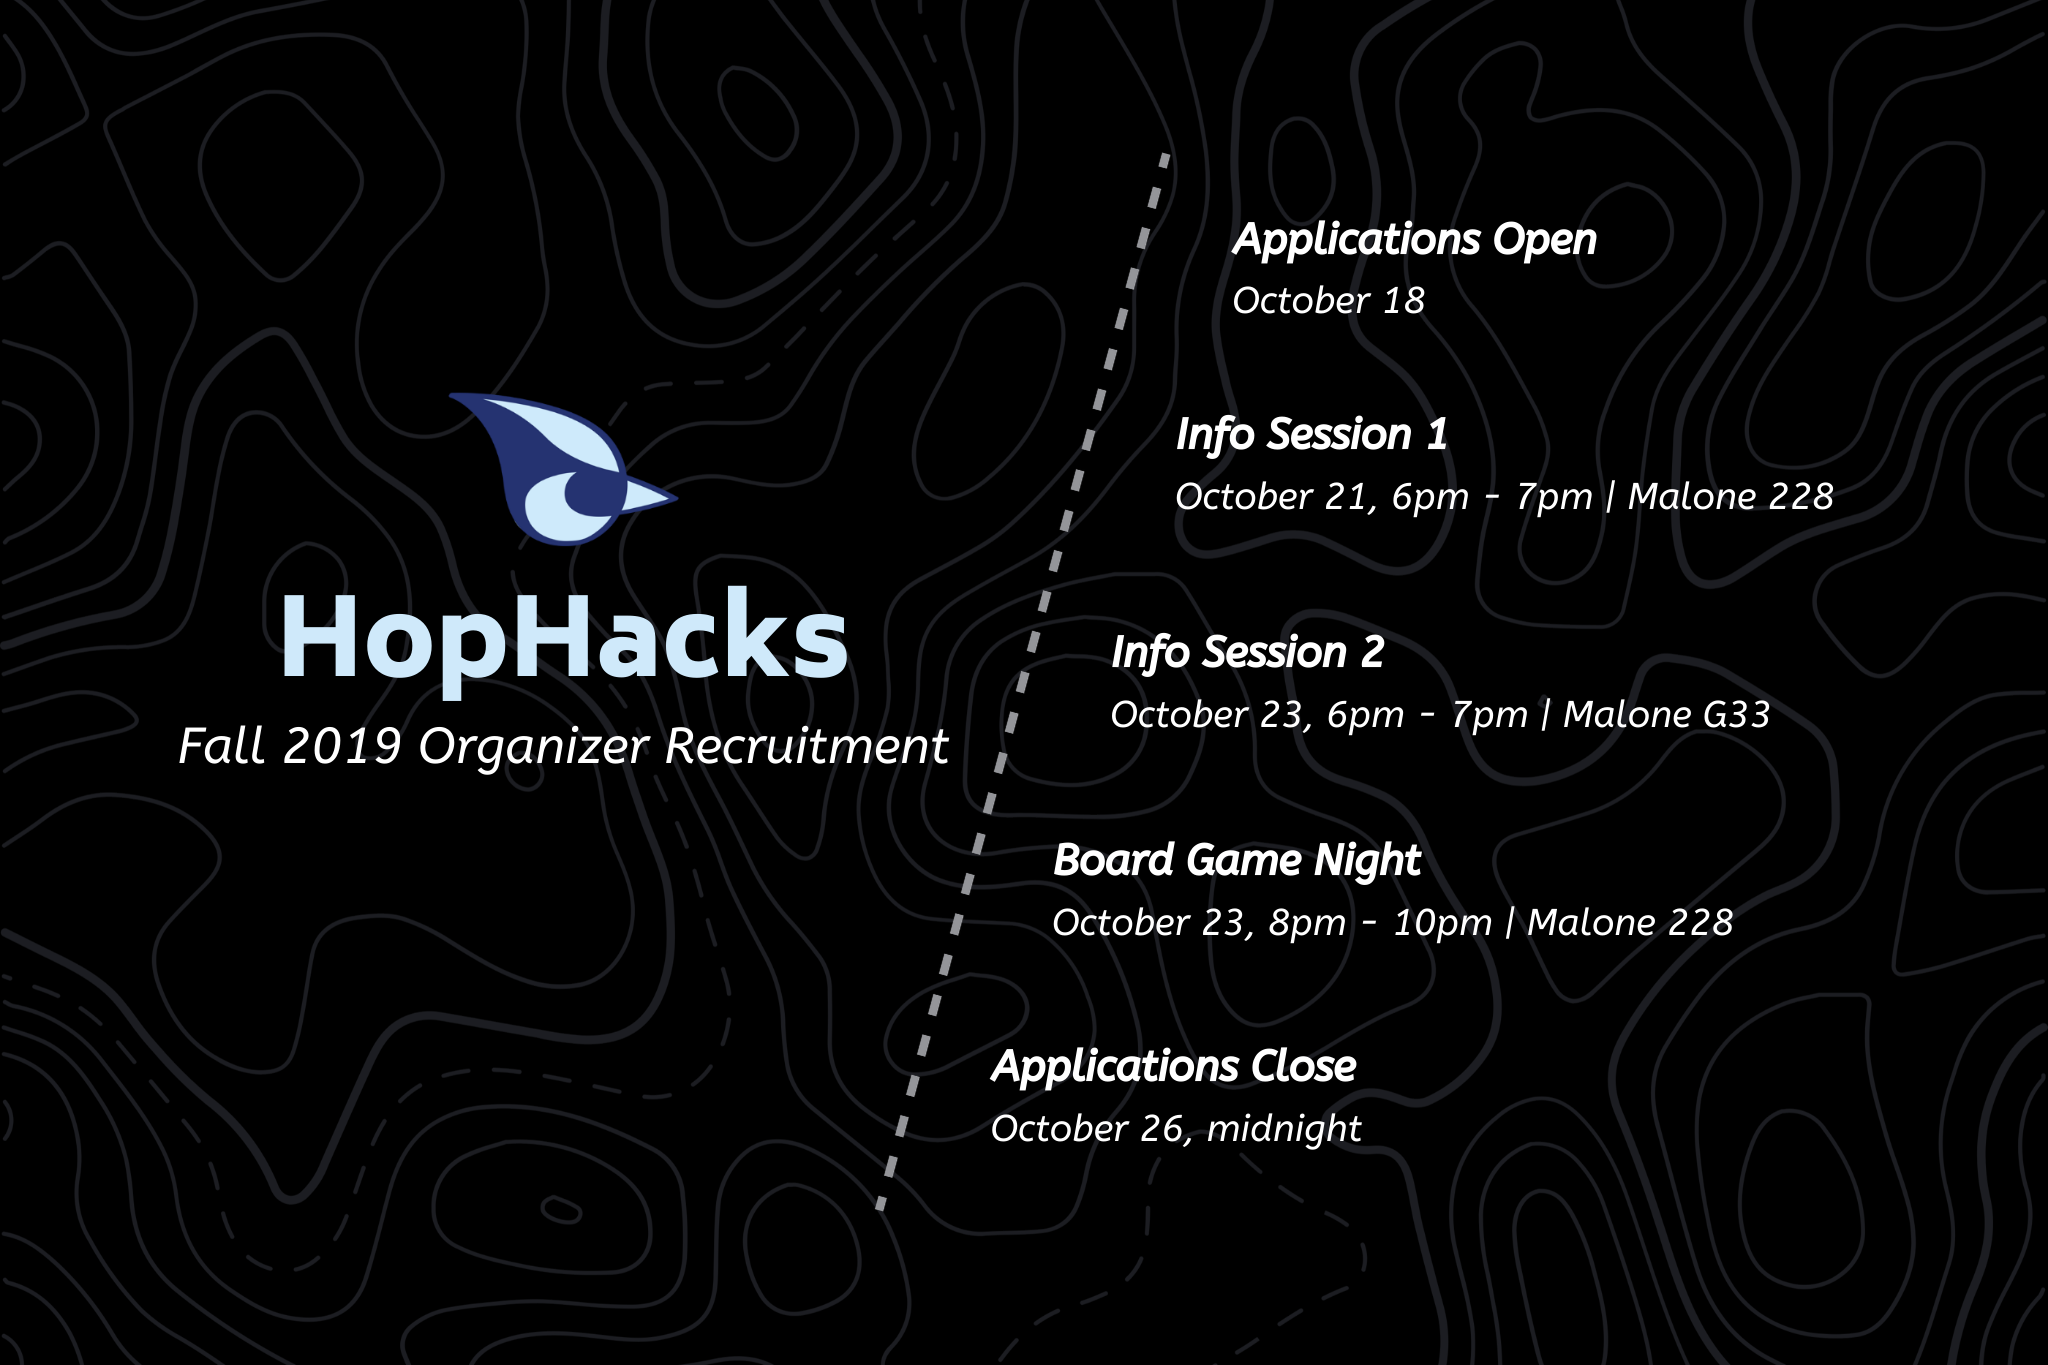 HopHacks
Fall 2019 Organizer Recruitment
Applications Open
October 18
Info Session 1
October 21, 6pm - 7pm | Malone 228
Info Session 2
October 23, 6pm - 7pm | Malone G33
Board Game Night
October 23, 8pm - 10pm | Malone 228
Applications Close
October 26, midnight